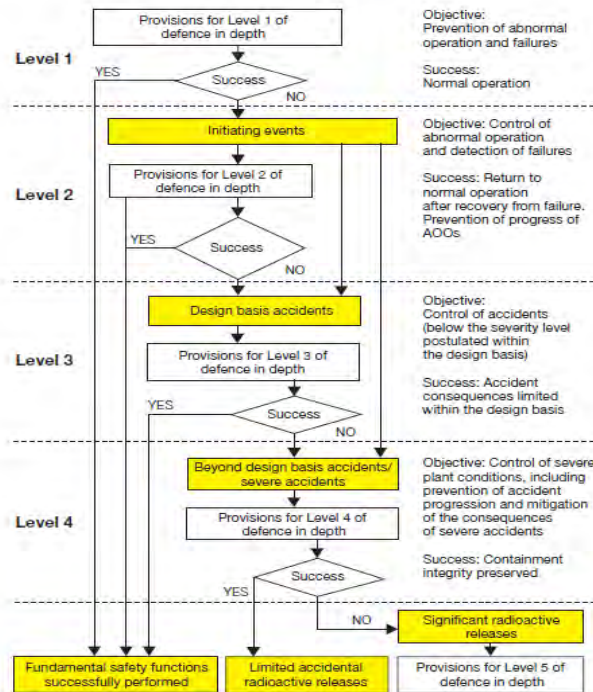 Provisions for Level 1 of
defence in depth
Objective:
Prevention of abnormal
operation and failures
Level 1
YES
Success
NO
Success:
Normal operation
Initiating events
Objective: Control of
abnormal operation
and detection of failures
Provisions for Level 2 of
defence in depth
Level 2
Success: Return to
normal operation
after recovery from failure.
Prevention of progress of
AOOs
YES
Success
NO
Design basis accidents
Objective:
Control of accidents
(below the severity level
postulated within
the design basis)
Level 3
Provisions for Level 3 of
defence in depth
YES
Success
NO
Success: Accident
consequences limited
within the design basis
Beyond design basis accidents/
severe accidents
Objective: Control of severe
plant conditions, including
prevention of accident
progression and mitigation
of the consequences
of severe accidents
Level 4
Provisions for Level 4 of
defence in depth
YES
Success
NO
Success: Containment
integrity preserved
Significant radioactive
releases
Fundamental safety functions
successfully performed
Limited accidental
radioactive releases
Provisions for Level 5 of
defence in depth